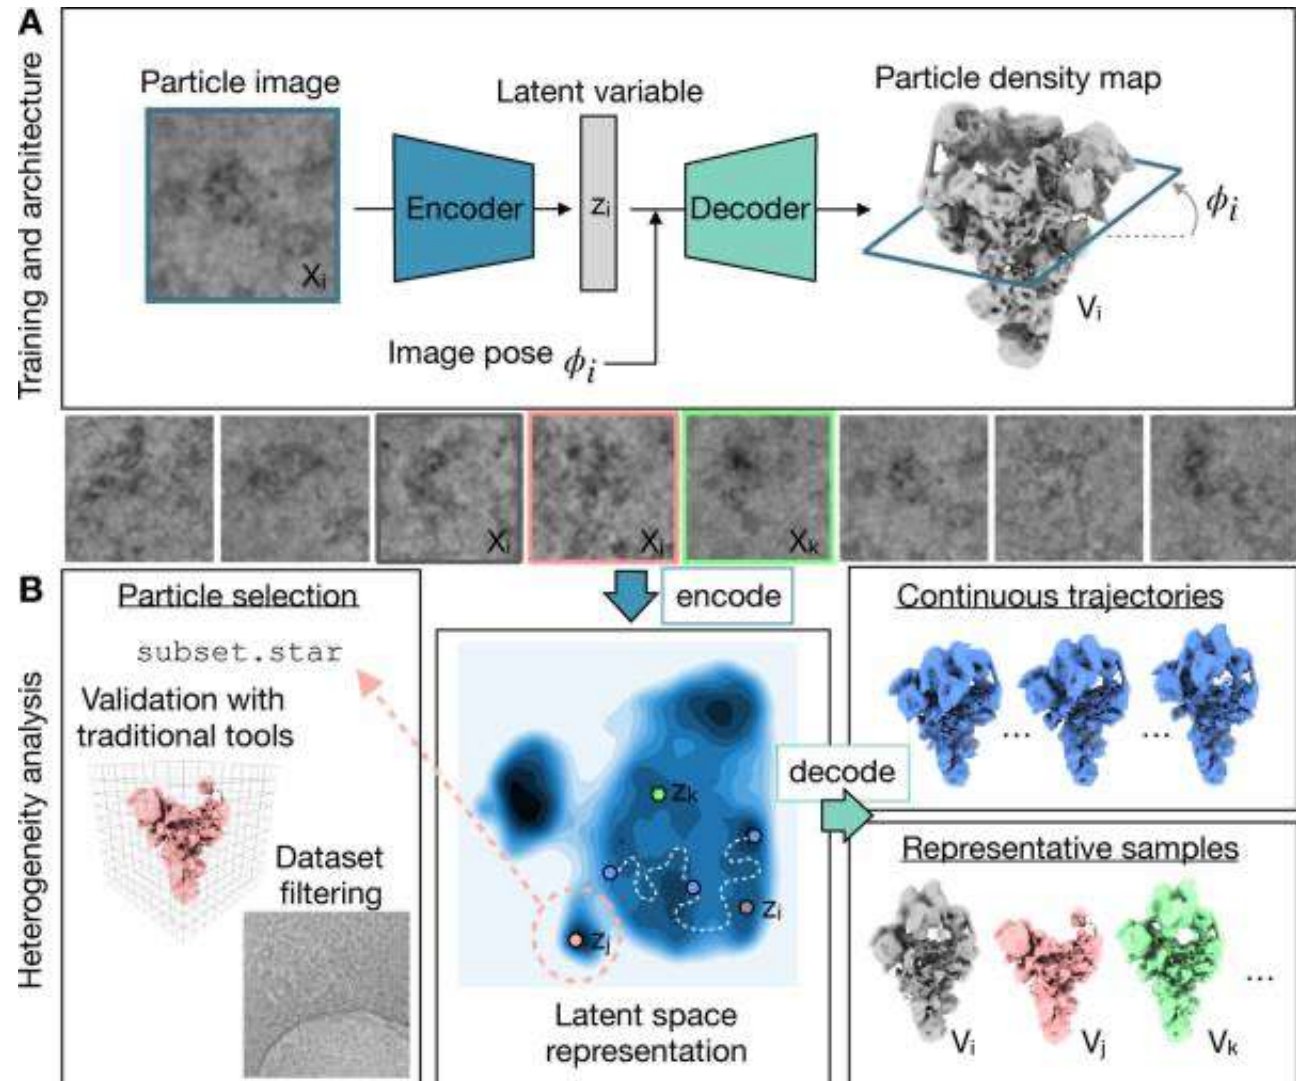 A
Training and architecture
Particle image
Xᵢ
Encoder
Latent variable
zᵢ
Decoder
Image pose ϕᵢ
Particle density map
ϕᵢ
Vᵢ
Xᵢ
Xⱼ
Xₖ
B
Heterogeneity analysis
Particle selection
subset.star
Validation with
traditional tools
Dataset
filtering
encode
zₖ
zᵢ
zⱼ
Latent space
representation
decode
Continuous trajectories
... ...
Representative samples
...
Vᵢ Vⱼ Vₖ